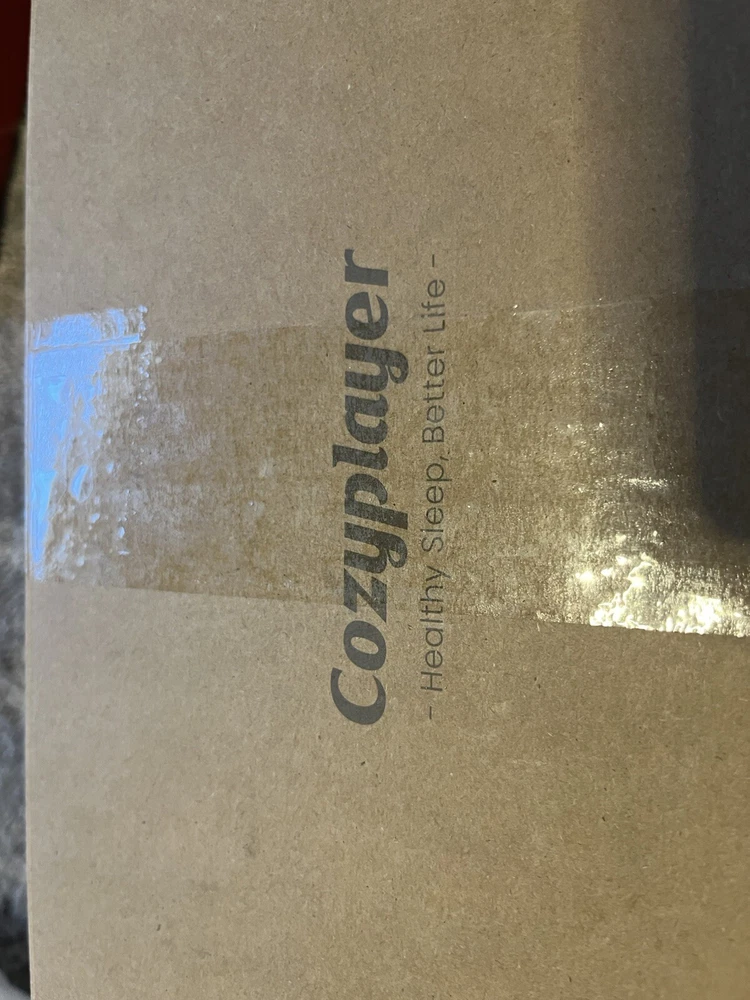 Cozyplayer
- Healthy Sleep, Better Life -